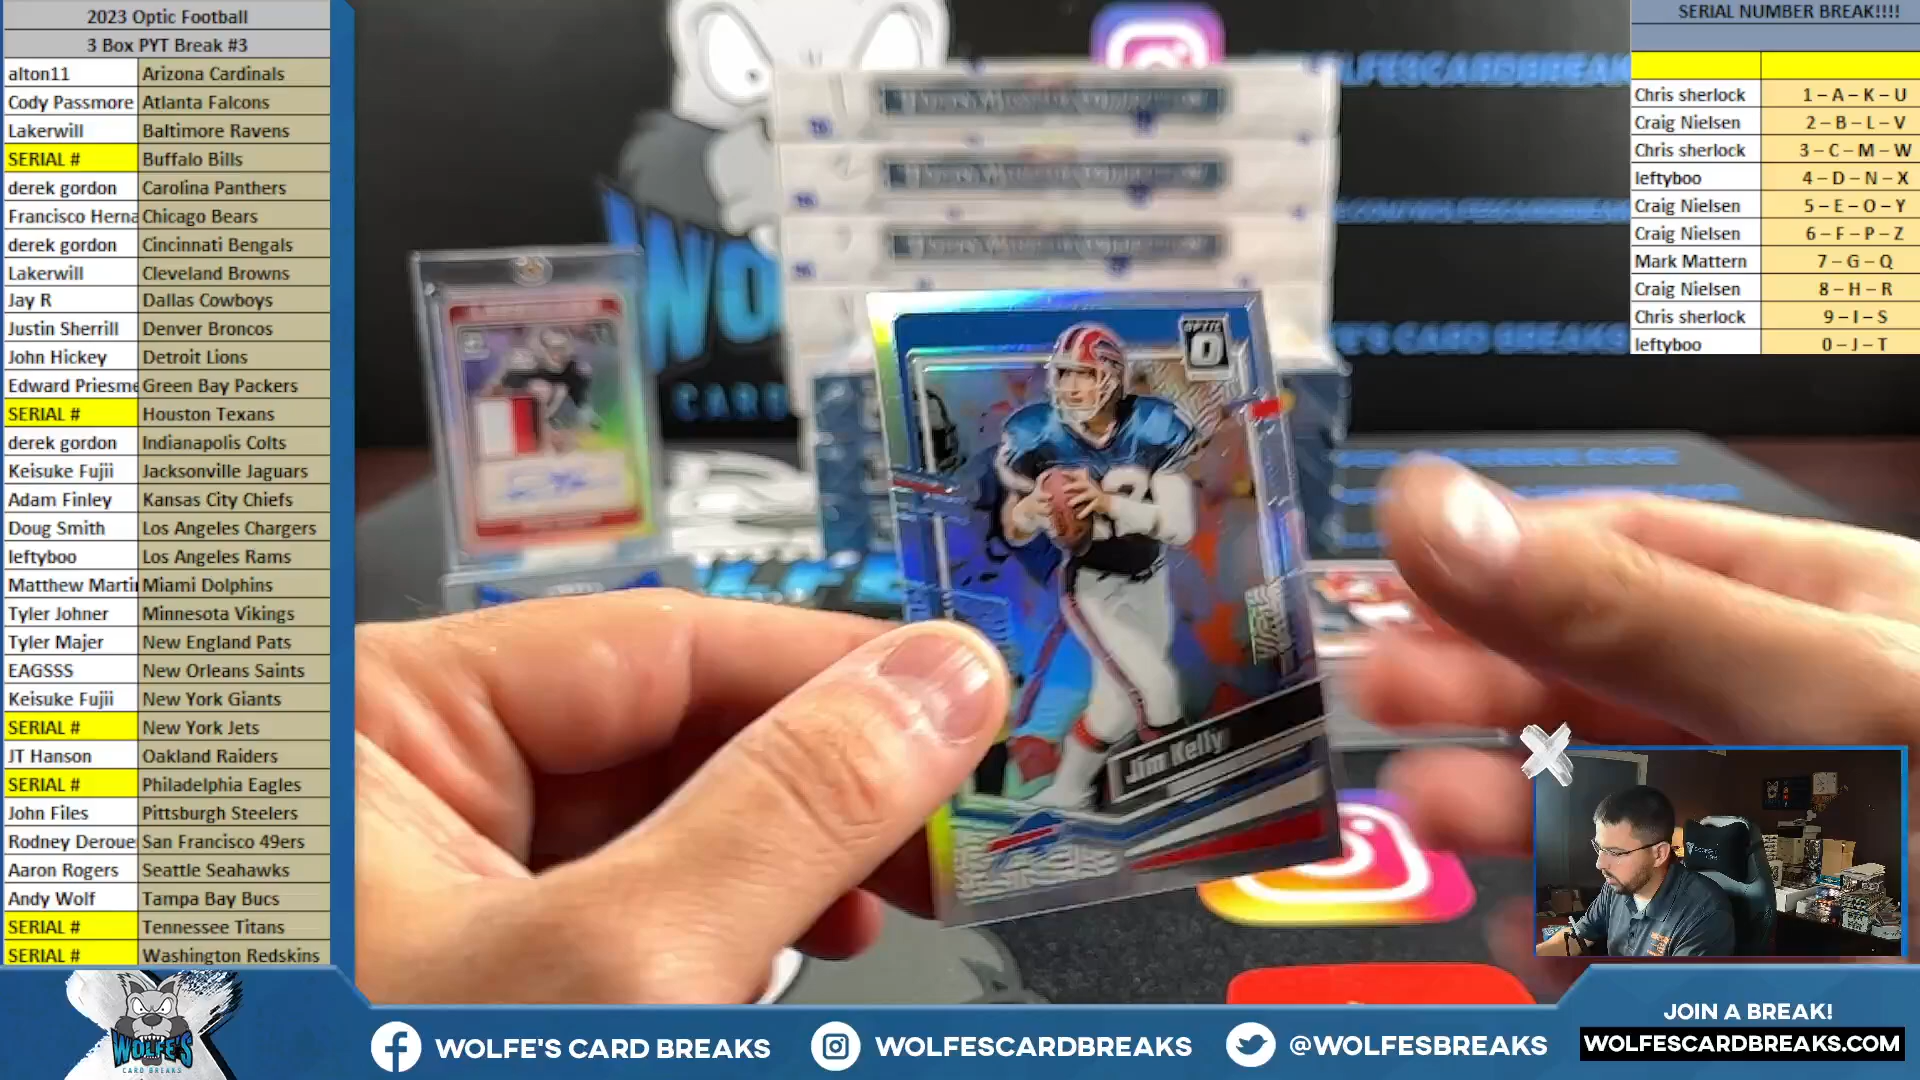 2023 Optic Football
3 Box PYT Break #3
alton11 Arizona Cardinals
Cody Passmore Atlanta Falcons
Lakerwill Baltimore Ravens
SERIAL # Buffalo Bills
derek gordon Carolina Panthers
Francisco Herna Chicago Bears
derek gordon Cincinnati Bengals
Lakerwill Cleveland Browns
Jay R Dallas Cowboys
Justin Sherrill Denver Broncos
John Hickey Detroit Lions
Edward Priesme Green Bay Packers
SERIAL # Houston Texans
derek gordon Indianapolis Colts
Keisuke Fujii Jacksonville Jaguars
Adam Finley Kansas City Chiefs
Doug Smith Los Angeles Chargers
leftyboo Los Angeles Rams
Matthew Martin Miami Dolphins
Tyler Johner Minnesota Vikings
Tyler Majer New England Pats
EAGSSS New Orleans Saints
Keisuke Fujii New York Giants
SERIAL # New York Jets
JT Hanson Oakland Raiders
SERIAL # Philadelphia Eagles
John Files Pittsburgh Steelers
Rodney Deroue San Francisco 49ers
Aaron Rogers Seattle Seahawks
Andy Wolf Tampa Bay Bucs
SERIAL # Tennessee Titans
SERIAL # Washington Redskins
SERIAL NUMBER BREAK!!!!
Chris sherlock 1 – A – K – U
Craig Nielsen 2 – B – L – V
Chris sherlock 3 – C – M – W
leftyboo 4 – D – N – X
Craig Nielsen 5 – E – O – Y
Craig Nielsen 6 – F – P – Z
Mark Mattern 7 – G – Q
Craig Nielsen 8 – H – R
Chris sherlock 9 – I – S
leftyboo 0 – J – T
OPTIC
Jim Kelly
WOLFE'S
CARD BREAKS
WOLFE'S CARD BREAKS
WOLFESCARDBREAKS
@WOLFESBREAKS
JOIN A BREAK!
WOLFESCARDBREAKS.COM